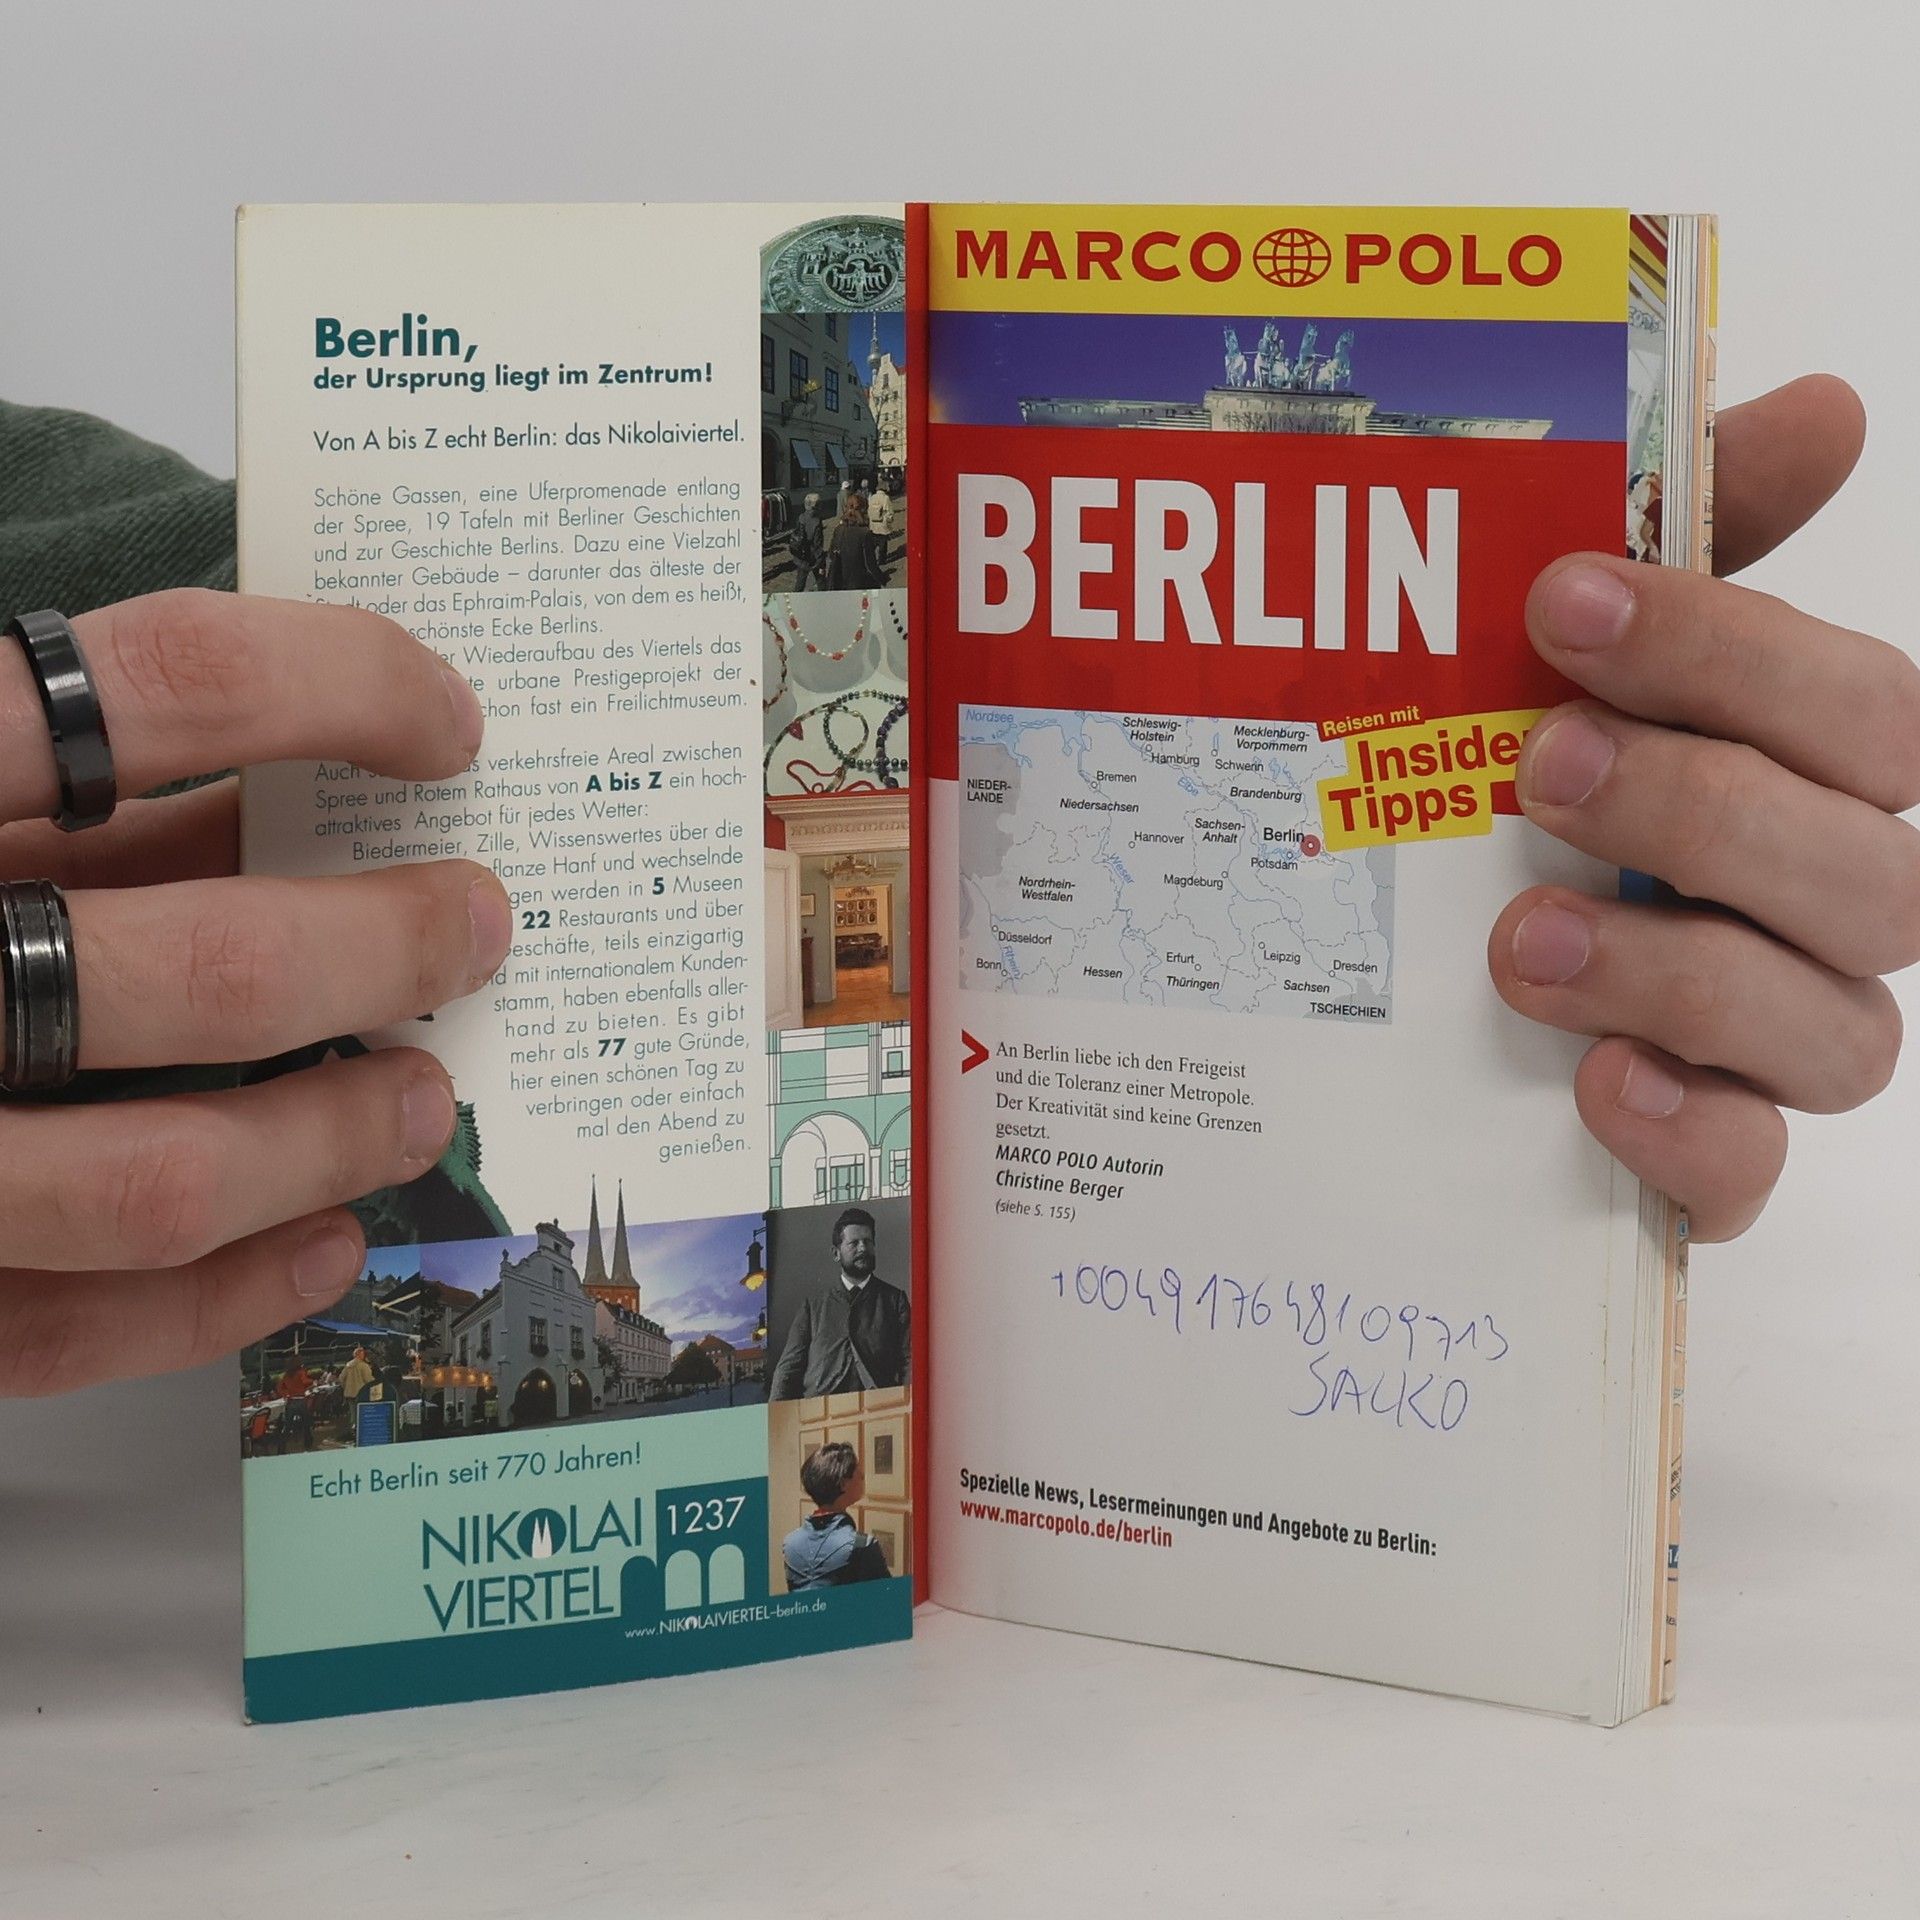 Berlin,
der Ursprung liegt im Zentrum!
Von A bis Z echt Berlin: das Nikolaiviertel.
Schöne Gassen, eine Uferpromenade entlang
der Spree, 19 Tafeln mit Berliner Geschichten
und zur Geschichte Berlins. Dazu eine Vielzahl
bekannter Gebäude – darunter das älteste der
Stadt oder das Ephraim-Palais, von dem es heißt,
schönste Ecke Berlins.
Wiederaufbau des Viertels das
urbane Prestigeprojekt der
schon fast ein Freilichtmuseum.
Auch verkehrsfreie Areal zwischen
Spree und Rotem Rathaus von A bis Z ein hoch-
attraktives Angebot für jedes Wetter:
Biedermeier, Zille, Wissenswertes über die
Hanf und wechselnde
werden in 5 Museen
22 Restaurants und über
teils einzigartig
mit internationalem Kunden-
stamm, haben ebenfalls aller-
hand zu bieten. Es gibt
mehr als 77 gute Gründe,
hier einen schönen Tag zu
verbringen oder einfach
mal den Abend zu
genießen.
Echt Berlin seit 770 Jahren!
NIKOLAI 1237
VIERTEL
www.NIKOLAIVIERTEL-berlin.de
MARCO POLO
BERLIN
Reisen mit
Insider
Tipps
Nordsee
Schleswig-
Holstein
Mecklenburg-
Vorpommern
Hamburg
Schwerin
Bremen
Elbe
NIEDER-
LANDE
Brandenburg
Niedersachsen
Sachsen-
Anhalt
Berlin
Hannover
Potsdam
Weser
Magdeburg
Nordrhein-
Westfalen
Düsseldorf
Rhein
Bonn
Hessen
Erfurt
Thüringen
Leipzig
Dresden
Sachsen
TSCHECHIEN
An Berlin liebe ich den Freigeist
und die Toleranz einer Metropole.
Der Kreativität sind keine Grenzen
gesetzt.
MARCO POLO Autorin
Christine Berger
(siehe S. 155)
+004917648109713
SALKO
Spezielle News, Lesermeinungen und Angebote zu Berlin:
www.marcopolo.de/berlin